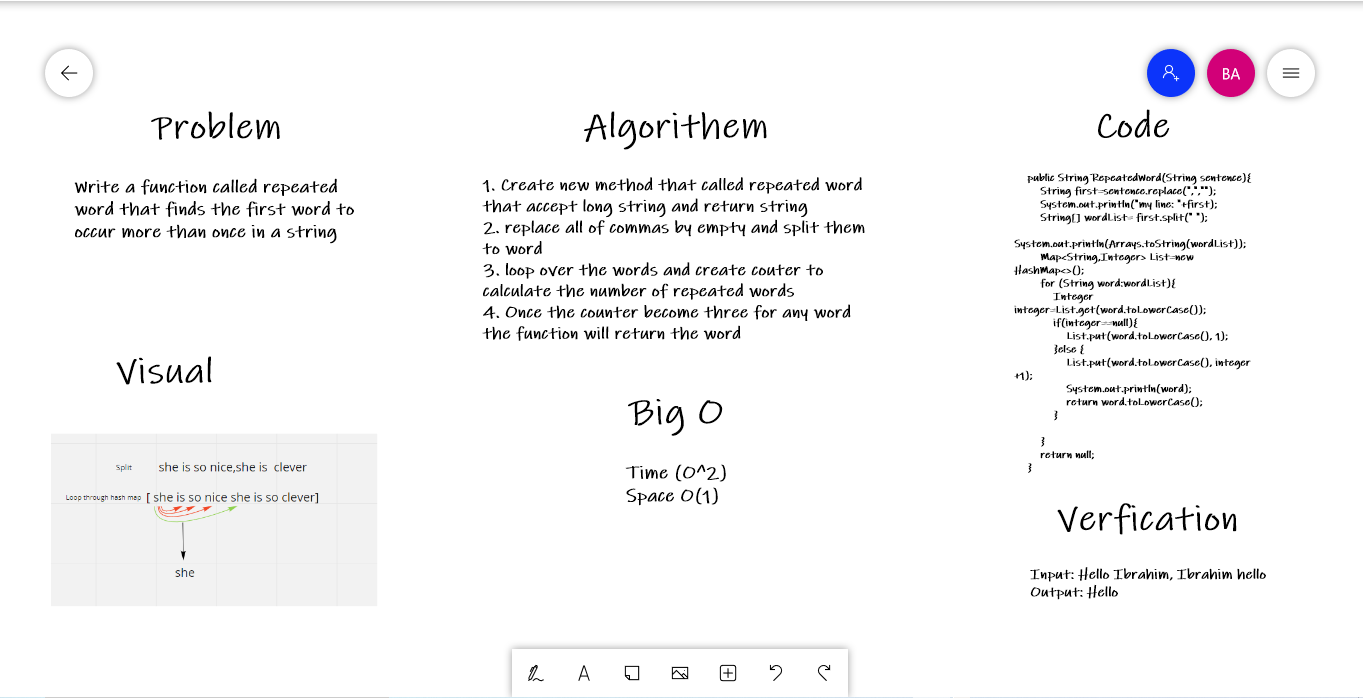 BA
Problem
Write a function called repeated
word that finds the first word to
occur more than once in a string
Visual
Split
she is so nice,she is clever
Loop through hash map
[ she is so nice she is so clever]
she
Algorithem
1. Create new method that called repeated word
that accept long string and return string
2. replace all of commas by empty and split them
to word
3. loop over the words and create couter to
calculate the number of repeated words
4. Once the counter become three for any word
the function will return the word
Big O
Time (O^2)
Space O(1)
Code
public String RepeatedWord(String sentence){
String first=sentence.replace(",","");
System.out.println("my line: "+first);
String[] wordList= first.split(" ");
System.out.println(Arrays.toString(wordList));
Map<String,Integer> List=new
HashMap<>();
for (String word:wordList){
Integer
integer=List.get(word.toLowerCase());
if(integer==null){
List.put(word.toLowerCase(), 1);
}else {
List.put(word.toLowerCase(), integer
+1);
System.out.println(word);
return word.toLowerCase();
}
}
return null;
}
Verfication
Input: Hello Ibrahim, Ibrahim hello
Output: Hello
A